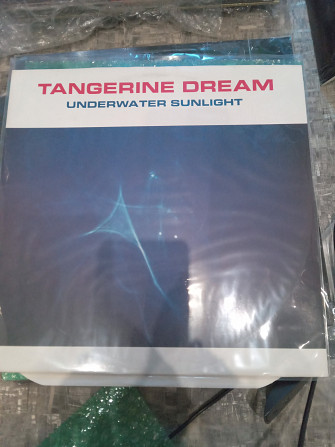 TANGERINE DREAM
UNDERWATER SUNLIGHT